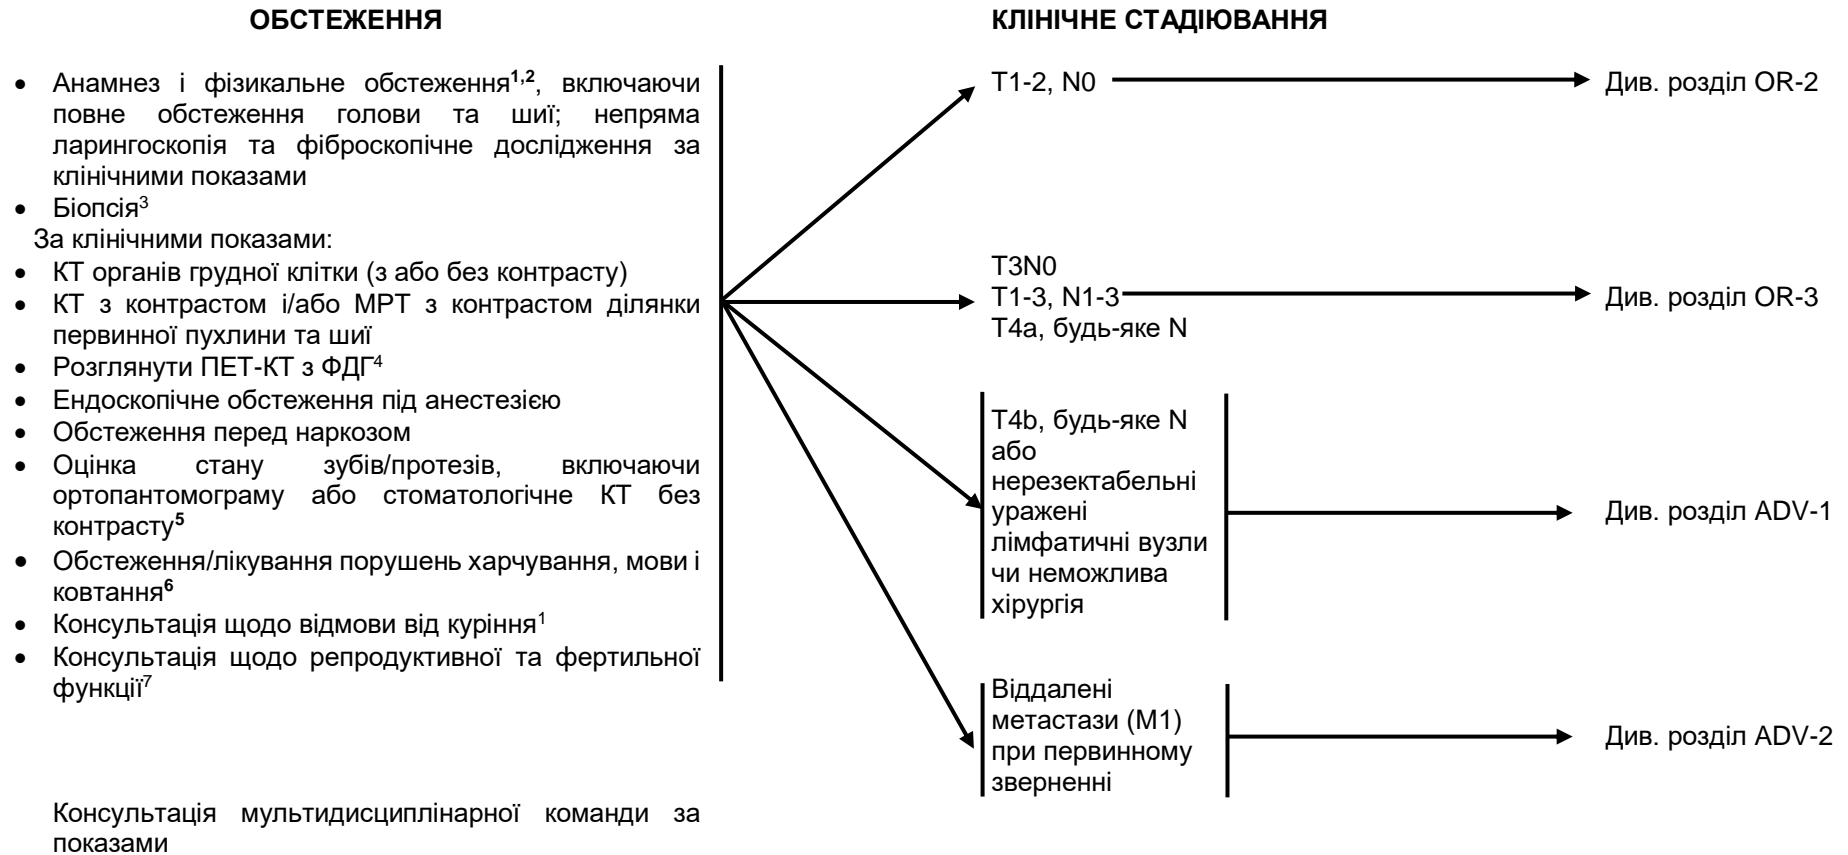 ОБСТЕЖЕННЯ
• Анамнез і фізикальне обстеження1,2, включаючи
повне обстеження голови та шиї; непряма
ларингоскопія та фіброскопічне дослідження за
клінічними показами
• Біопсія3
За клінічними показами:
• КТ органів грудної клітки (з або без контрасту)
• КТ з контрастом і/або МРТ з контрастом ділянки
первинної пухлини та шиї
• Розглянути ПЕТ-КТ з ФДГ4
• Ендоскопічне обстеження під анестезією
• Обстеження перед наркозом
• Оцінка стану зубів/протезів, включаючи
ортопантомограму або стоматологічне КТ без
контрасту5
• Обстеження/лікування порушень харчування, мови і
ковтання6
• Консультація щодо відмови від куріння1
• Консультація щодо репродуктивної та фертильної
функції7
Консультація мультидисциплінарної команди за
показами
КЛІНІЧНЕ СТАДІЮВАННЯ
T1-2, N0
Див. розділ OR-2
T3N0
T1-3, N1-3
T4a, будь-яке N
Див. розділ OR-3
T4b, будь-яке N
або
нерезектабельні
уражені
лімфатичні вузли
чи неможлива
хірургія
Див. розділ ADV-1
Віддалені
метастази (M1)
при первинному
зверненні
Див. розділ ADV-2